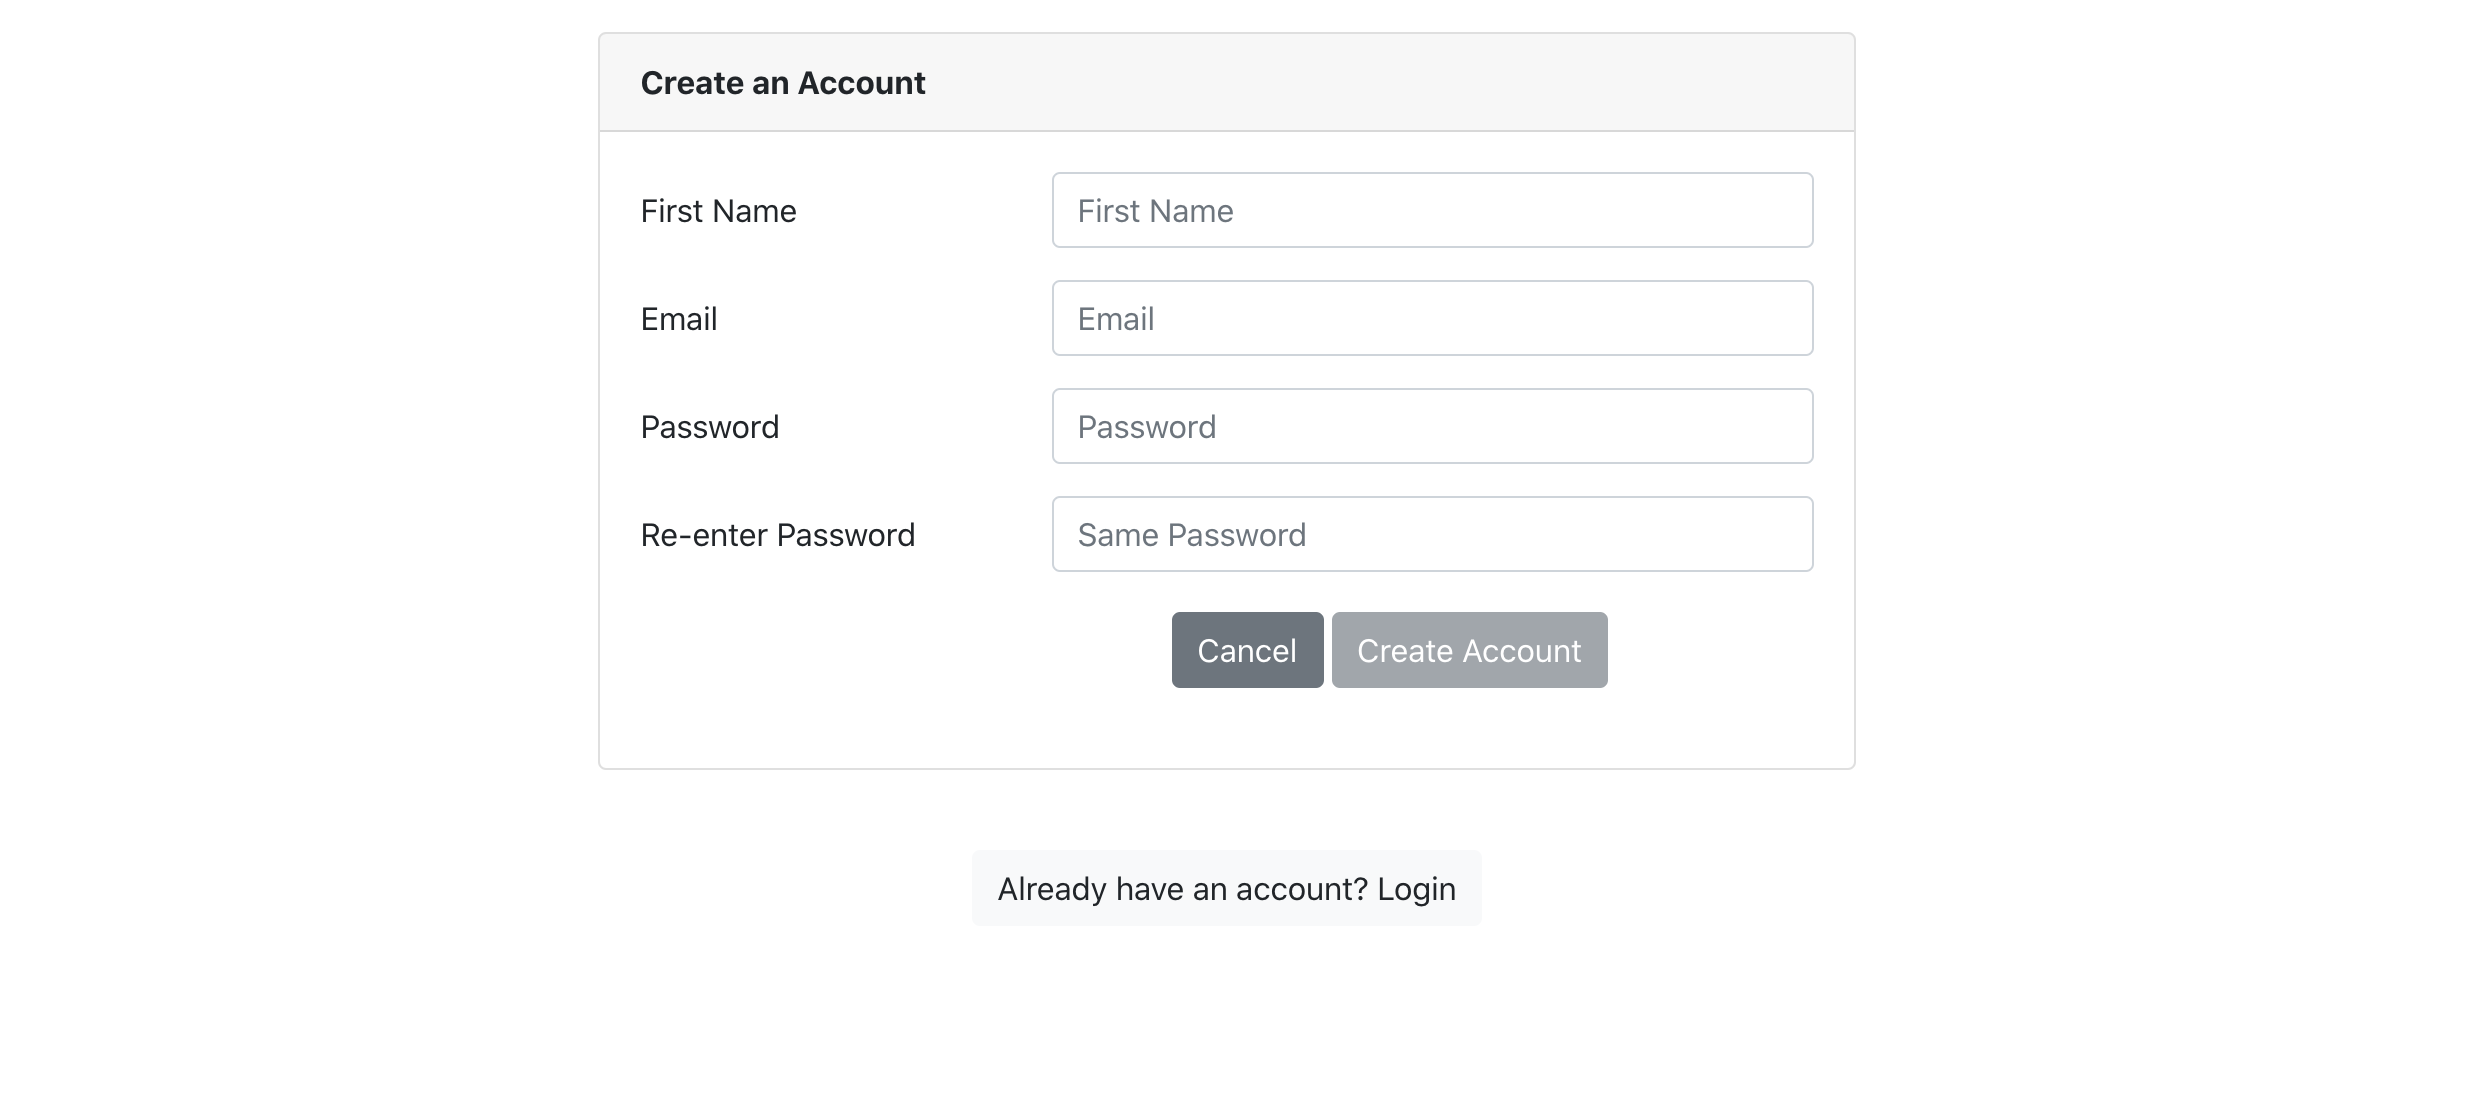 Create an Account
First Name First Name
Email Email
Password Password
Re-enter Password Same Password
Cancel Create Account
Already have an account? Login